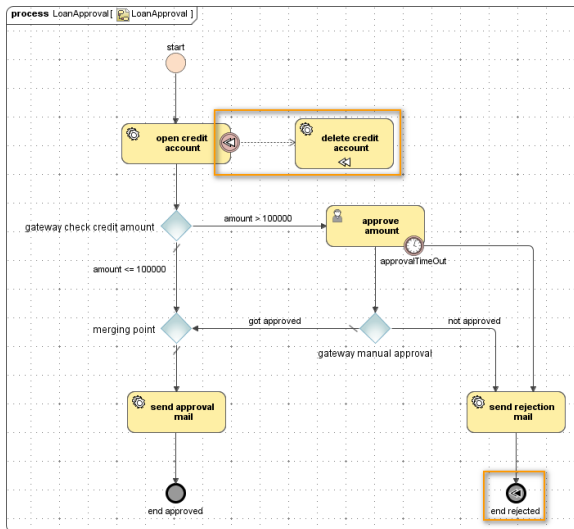 process LoanApproval[ LoanApproval ]
start
open credit
account
delete credit
account
gateway check credit amount
amount > 100000
approve
amount
approvalTimeOut
amount <= 100000
merging point
got approved
not approved
gateway manual approval
send approval
mail
send rejection
mail
end approved
end rejected